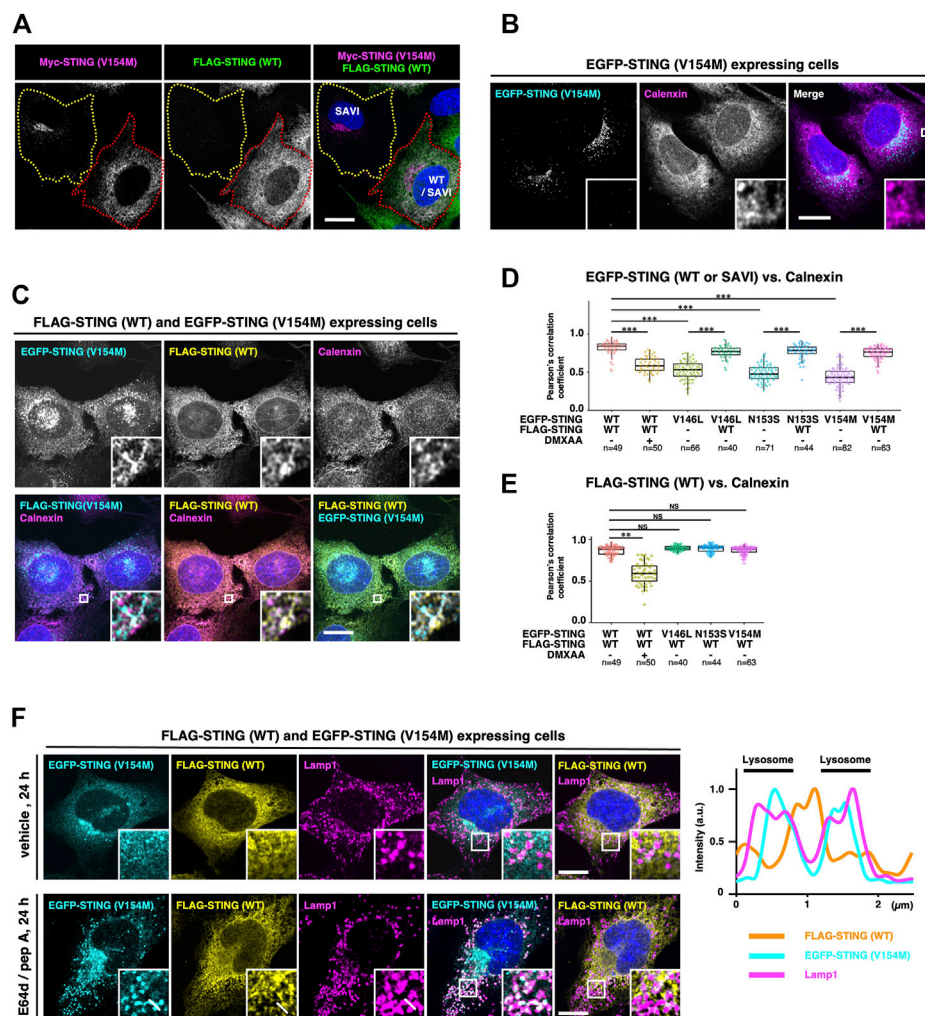 A
Myc-STING (V154M)
FLAG-STING (WT)
Myc-STING (V154M)
FLAG-STING (WT)
SAVI
WT
/ SAVI
B
EGFP-STING (V154M) expressing cells
EGFP-STING (V154M)
Calenxin
Merge
C
FLAG-STING (WT) and EGFP-STING (V154M) expressing cells
EGFP-STING (V154M)
FLAG-STING (WT)
Calenxin
FLAG-STING(V154M)
Calnexin
FLAG-STING (WT)
Calnexin
FLAG-STING (WT)
EGFP-STING (V154M)
D
EGFP-STING (WT or SAVI) vs. Calnexin
***
***
***
*** *** *** ***
Pearson's correlation
coefficient
1.0
0.5
0.0
EGFP-STING WT WT V146L V146L N153S N153S V154M V154M
FLAG-STING WT WT - WT - WT - WT
DMXAA - + - - - - - -
n=49 n=50 n=66 n=40 n=71 n=44 n=82 n=63
E
FLAG-STING (WT) vs. Calnexin
NS
NS
NS
**
Pearson's correlation
coefficient
1.0
0.5
0.0
EGFP-STING WT WT V146L N153S V154M
FLAG-STING WT WT WT WT WT
DMXAA - + - - -
n=49 n=50 n=40 n=44 n=63
F
FLAG-STING (WT) and EGFP-STING (V154M) expressing cells
vehicle , 24 h
EGFP-STING (V154M)
FLAG-STING (WT)
Lamp1
EGFP-STING (V154M)
Lamp1
FLAG-STING (WT)
Lamp1
E64d / pep A, 24 h
EGFP-STING (V154M)
FLAG-STING (WT)
Lamp1
EGFP-STING (V154M)
Lamp1
FLAG-STING (WT)
Lamp1
Lysosome Lysosome
Intensity (a.u.)
1.0
0.5
0
0 1 2 (µm)
FLAG-STING (WT)
EGFP-STING (V154M)
Lamp1